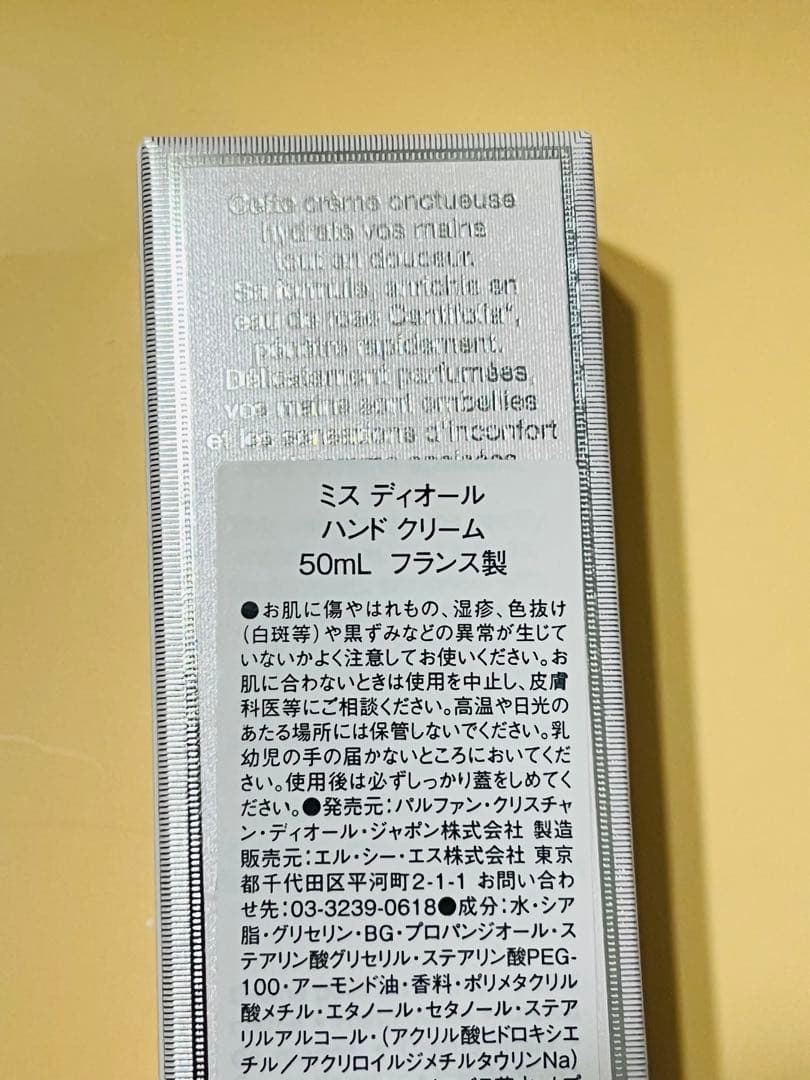 Cette crème onctueuse
hydrate vos mains
tout en douceur.
Sa formule, enrichie en
eau de rose Centifolia*,
pénètre rapidement.
Délicatement parfumées,
vos mains sont embellies
et les sensations d'inconfort
ミス ディオール
ハンド クリーム
50mL フランス製
●お肌に傷やはれもの、湿疹、色抜け
(白斑等)や黒ずみなどの異常が生じて
いないかよく注意してお使いください。お
肌に合わないときは使用を中止し、皮膚
科医等にご相談ください。高温や日光の
あたる場所には保管しないでください。乳
幼児の手の届かないところにおいてくだ
さい。使用後は必ずしっかり蓋をしめてく
ださい。●発売元:パルファン・クリスチャ
ン・ディオール・ジャポン株式会社 製造
販売元:エル・シー・エス株式会社 東京
都千代田区平河町2-1-1 お問い合わ
せ先:03-3239-0618●成分:水・シア
脂・グリセリン・BG・プロパンジオール・ス
テアリン酸グリセリル・ステアリン酸PEG-
100・アーモンド油・香料・ポリメタクリル
酸メチル・エタノール・セタノール・ステア
リルアルコール・(アクリル酸ヒドロキシエ
チル／アクリロイルジメチルタウリンNa)